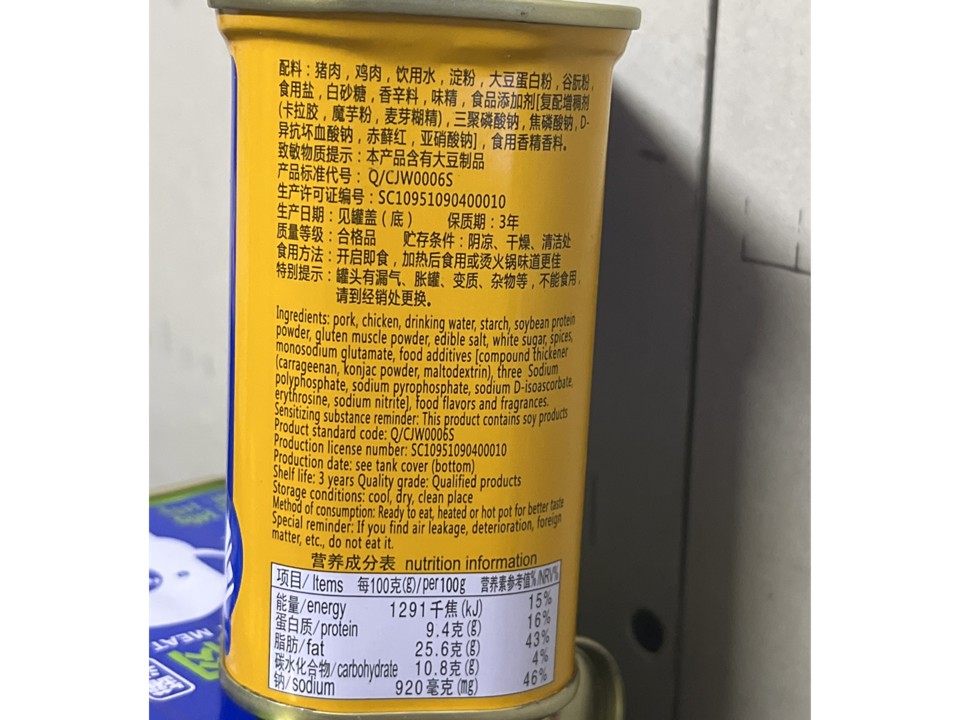 配料：猪肉，鸡肉，饮用水，淀粉，大豆蛋白粉，谷朊粉，
食用盐，白砂糖，香辛料，味精，食品添加剂[复配增稠剂
(卡拉胶，魔芋粉，麦芽糊精)，三聚磷酸钠，焦磷酸钠，D-
异抗坏血酸钠，赤藓红，亚硝酸钠]，食用香精香料。
致敏物质提示：本产品含有大豆制品
产品标准代号：Q/CJW0006S
生产许可证编号：SC10951090400010
生产日期：见罐盖（底） 保质期：3年
质量等级：合格品 贮存条件：阴凉、干燥、清洁处
食用方法：开启即食，加热后食用或烫火锅味道更佳
特别提示：罐头有漏气、胀罐、变质、杂物等，不能食用，
请到经销处更换。
Ingredients: pork, chicken, drinking water, starch, soybean protein
powder, gluten muscle powder, edible salt, white sugar, spices,
monosodium glutamate, food additives [compound thickener
(carrageenan, konjac powder, maltodextrin), three Sodium
polyphosphate, sodium pyrophosphate, sodium D-isoascorbate,
erythrosine, sodium nitrite], food flavors and fragrances.
Sensitizing substance reminder: This product contains soy products
Product standard code: Q/CJW0006S
Production license number: SC10951090400010
Production date: see tank cover (bottom)
Shelf life: 3 years Quality grade: Qualified products
Storage conditions: cool, dry, clean place
Method of consumption: Ready to eat, heated or hot pot for better taste
Special reminder: If you find air leakage, deterioration, foreign
matter, etc., do not eat it.
营养成分表 nutrition information
项目/Items 每100克(g)/per100g 营养素参考值%/NRV%
能量/energy 1291千焦(kJ) 15%
蛋白质/protein 9.4克(g) 16%
脂肪/fat 25.6克(g) 43%
碳水化合物/carbohydrate 10.8克(g) 4%
钠/sodium 920毫克(mg) 46%
MEAT